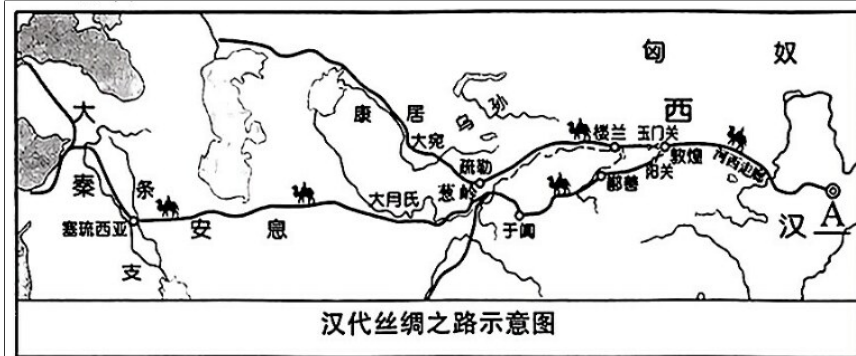 匈 奴
西
大
秦
康 居
乌孙
大宛
楼兰
玉门关
敦煌
河西走廊
疏勒
葱岭
大月氏
鄯善
阳关
条
支
塞琉西亚
安 息
于阗
汉
A
汉代丝绸之路示意图